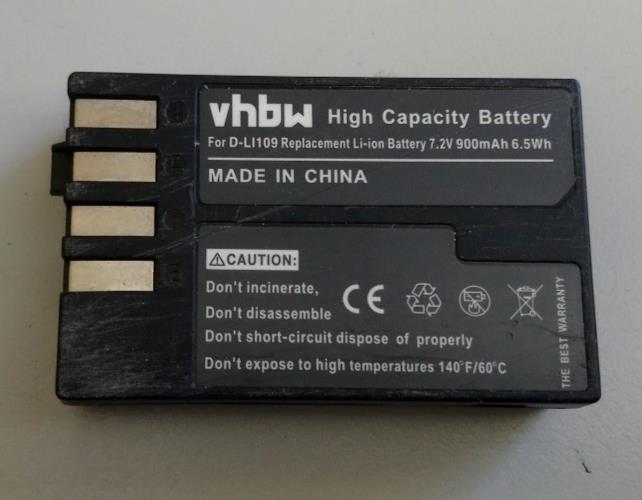 vhbw High Capacity Battery
For D-LI109 Replacement Li-ion Battery 7.2V 900mAh 6.5Wh
MADE IN CHINA
CAUTION:
Don't incinerate,
Don't disassemble
Don't short-circuit dispose of properly
Don't expose to high temperatures 140°F/60°C
CE
THE BEST WARRANTY